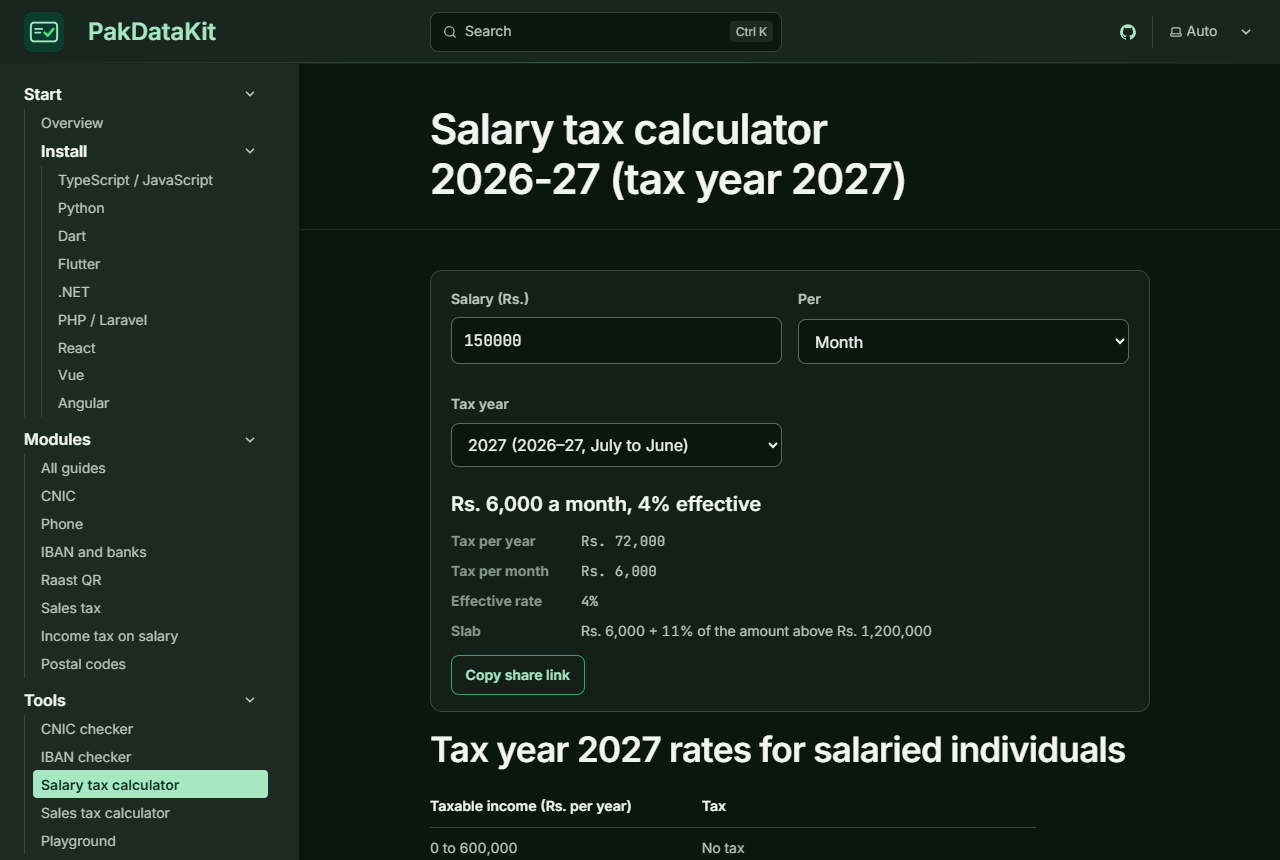 PakDataKit
Search
Ctrl K
Auto
Start
Overview
Install
TypeScript / JavaScript
Python
Dart
Flutter
.NET
PHP / Laravel
React
Vue
Angular
Modules
All guides
CNIC
Phone
IBAN and banks
Raast QR
Sales tax
Income tax on salary
Postal codes
Tools
CNIC checker
IBAN checker
Salary tax calculator
Sales tax calculator
Playground
Salary tax calculator
2026-27 (tax year 2027)
Salary (Rs.)
Per
150000
Month
Tax year
2027 (2026–27, July to June)
Rs. 6,000 a month, 4% effective
Tax per year
Rs. 72,000
Tax per month
Rs. 6,000
Effective rate
4%
Slab
Rs. 6,000 + 11% of the amount above Rs. 1,200,000
Copy share link
Tax year 2027 rates for salaried individuals
Taxable income (Rs. per year)
Tax
0 to 600,000
No tax